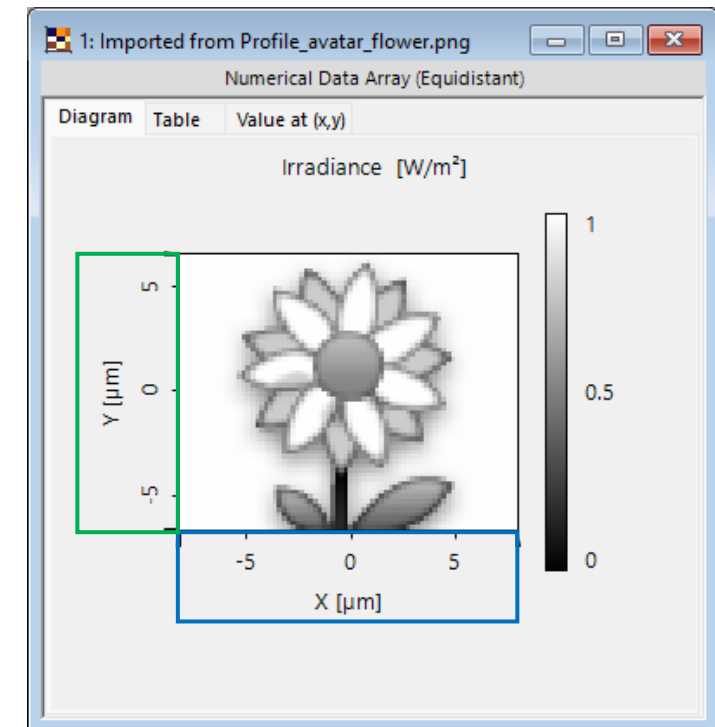 1: Imported from Profile_avatar_flower.png
Numerical Data Array (Equidistant)
Diagram Table Value at (x,y)
Irradiance [W/m²]
1
0.5
0
Y [µm]
5
0
-5
-5 0 5
X [µm]